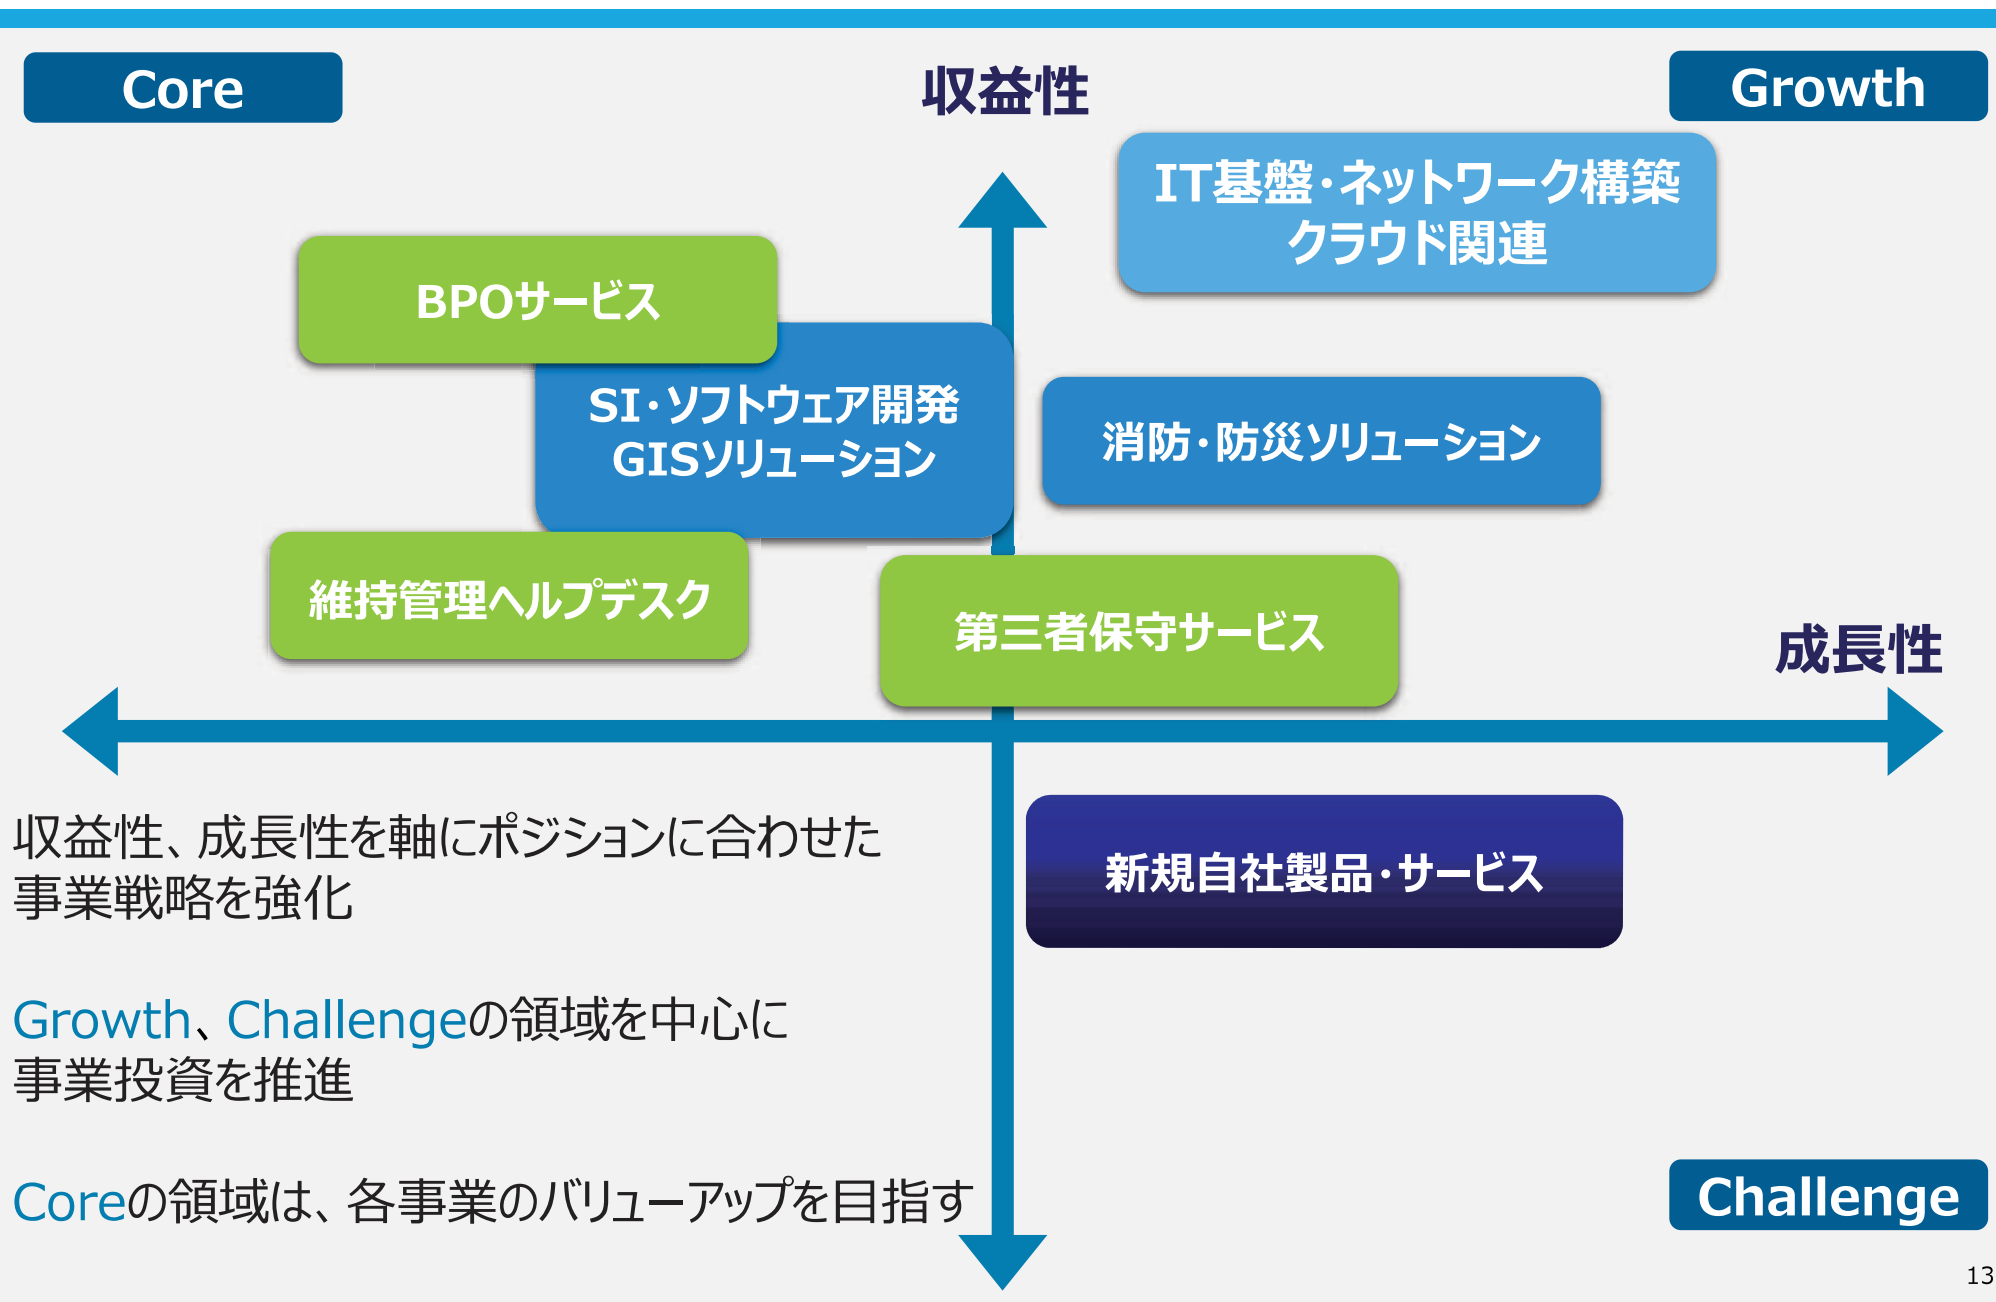 Core
収益性
Growth
IT基盤・ネットワーク構築
クラウド関連
BPOサービス
SI・ソフトウェア開発
GISソリューション
消防・防災ソリューション
維持管理ヘルプデスク
第三者保守サービス
成長性
収益性、成長性を軸にポジションに合わせた
事業戦略を強化
新規自社製品・サービス
Growth、Challengeの領域を中心に
事業投資を推進
Coreの領域は、各事業のバリューアップを目指す
Challenge
13